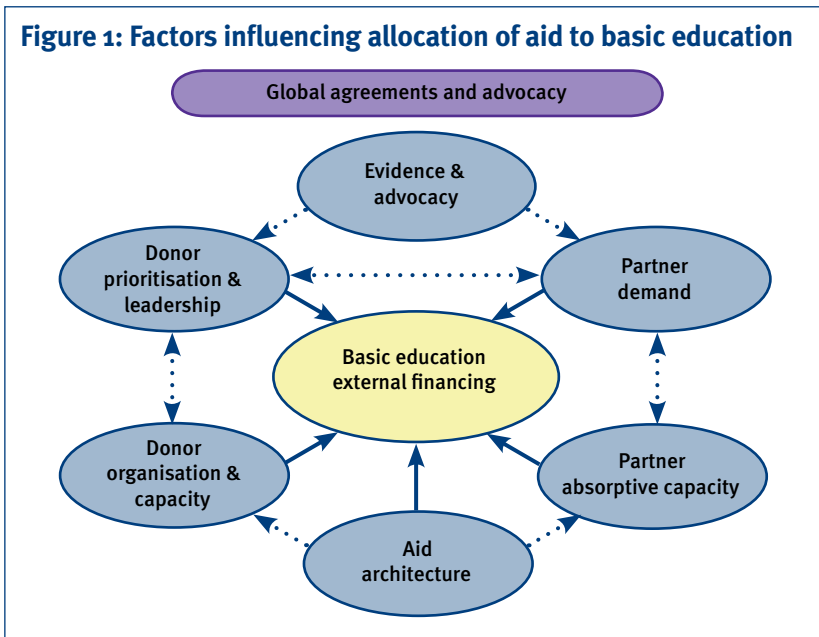 Figure 1: Factors influencing allocation of aid to basic education
Global agreements and advocacy
Evidence &
advocacy
Donor
prioritisation &
leadership
Partner
demand
Basic education
external financing
Donor
organisation &
capacity
Partner
absorptive capacity
Aid
architecture